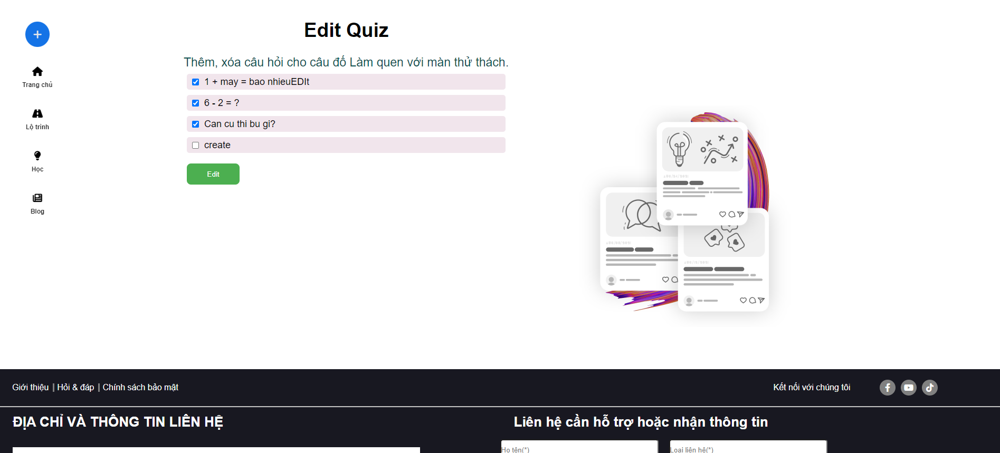 Edit Quiz
Trang chủ
Lộ trình
Học
Blog
Thêm, xóa câu hỏi cho câu đố Làm quen với màn thử thách.
1 + may = bao nhieuEDIt
6 - 2 = ?
Can cu thi bu gi?
create
Edit
Giới thiệu
Hỏi & đáp
Chính sách bảo mật
Kết nối với chúng tôi
ĐỊA CHỈ VÀ THÔNG TIN LIÊN HỆ
Liên hệ cần hỗ trợ hoặc nhận thông tin
Họ tên(*)
Loại liên hệ(*)